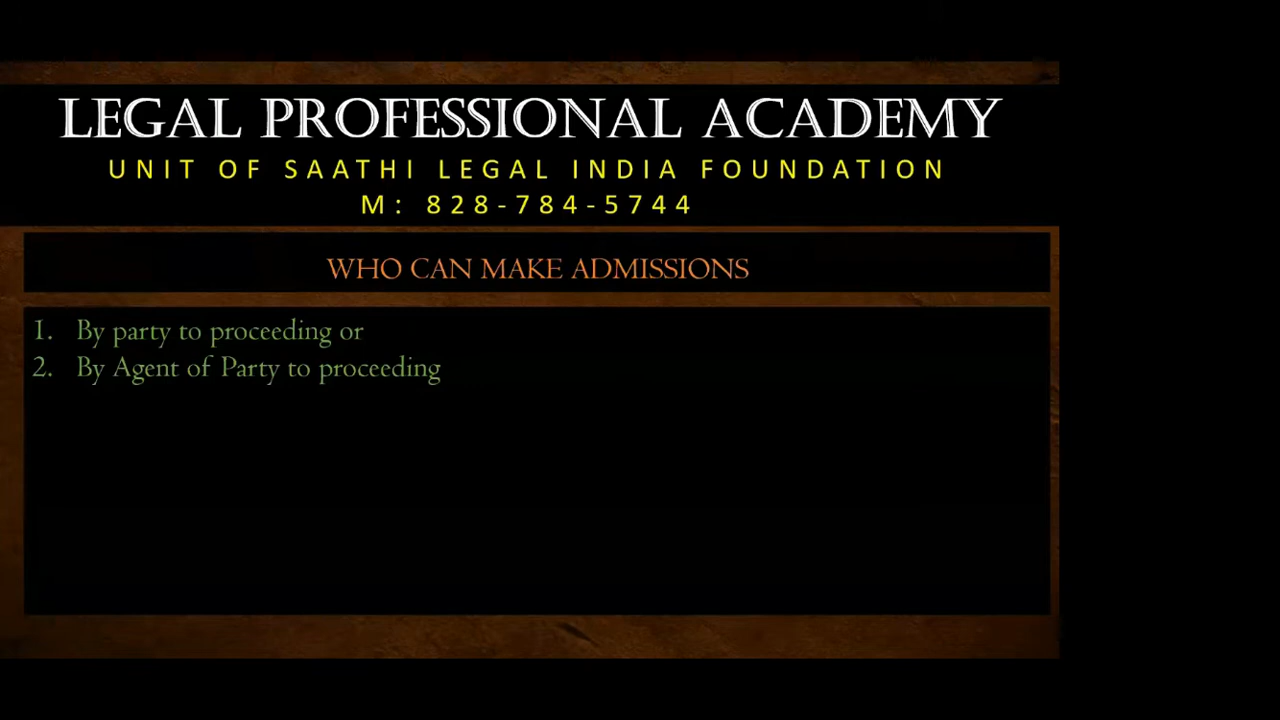 LEGAL PROFESSIONAL ACADEMY
UNIT OF SAATHI LEGAL INDIA FOUNDATION
M: 828-784-5744
WHO CAN MAKE ADMISSIONS
1. By party to proceeding or
2. By Agent of Party to proceeding